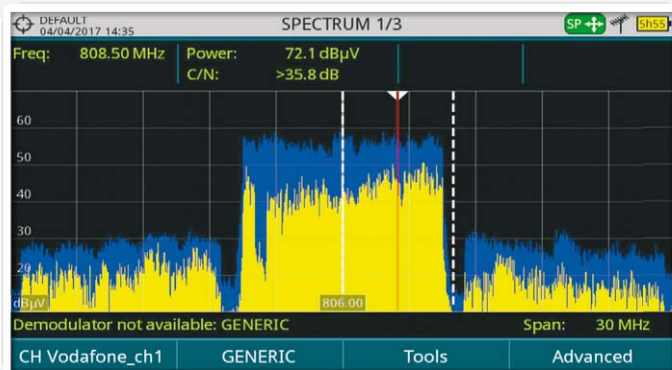 DEFAULT
04/04/2017 14:35
SPECTRUM 1/3
SP
5h55
Freq: 808.50 MHz
Power: 72.1 dBµV
C/N: >35.8 dB
60
50
40
30
20
dBµV
806.00
Demodulator not available: GENERIC
Span: 30 MHz
CH Vodafone_ch1
GENERIC
Tools
Advanced